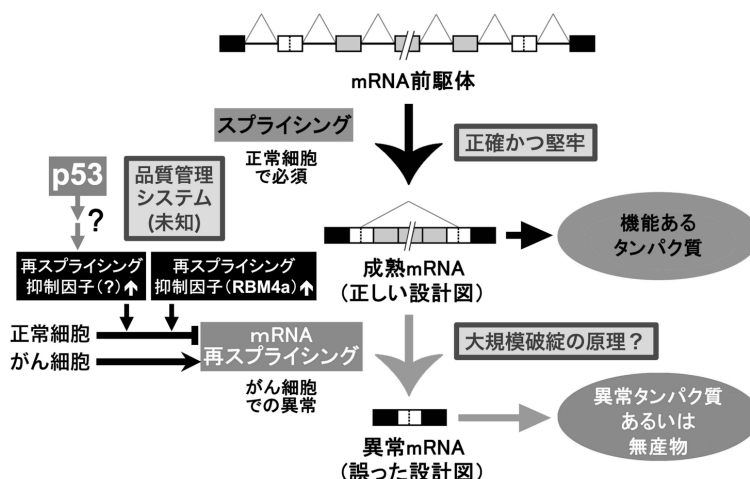 mRNA前駆体
スプライシング
正常細胞
で必須
正確かつ堅牢
p53
?
品質管理
システム
(未知)
機能ある
タンパク質
成熟mRNA
(正しい設計図)
再スプライシング
抑制因子(?)↑
再スプライシング
抑制因子(RBM4a)↑
正常細胞
がん細胞
mRNA
再スプライシング
がん細胞
での異常
大規模破綻の原理？
異常タンパク質
あるいは
無産物
異常mRNA
(誤った設計図)